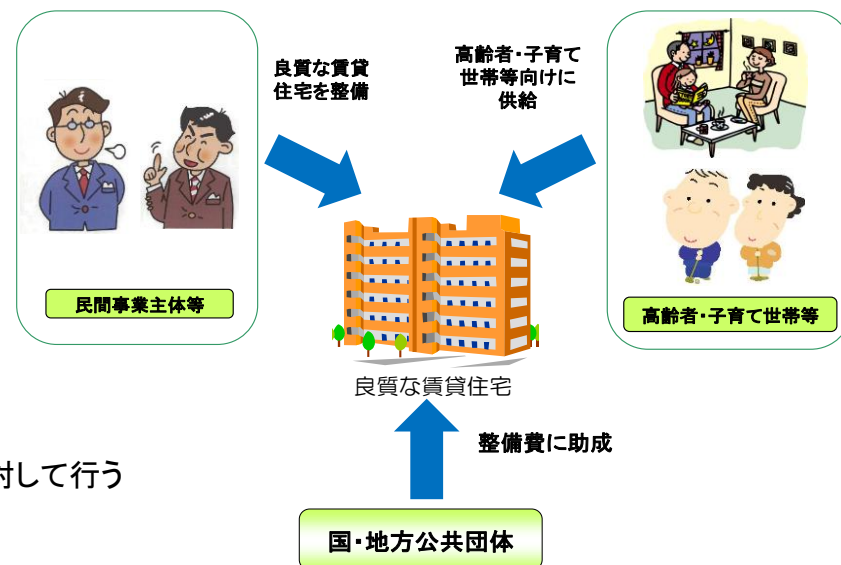 良質な賃貸
住宅を整備
高齢者・子育て
世帯等向けに
供給
民間事業主体等
高齢者・子育て世帯等
良質な賃貸住宅
整備費に助成
対して行う
国・地方公共団体